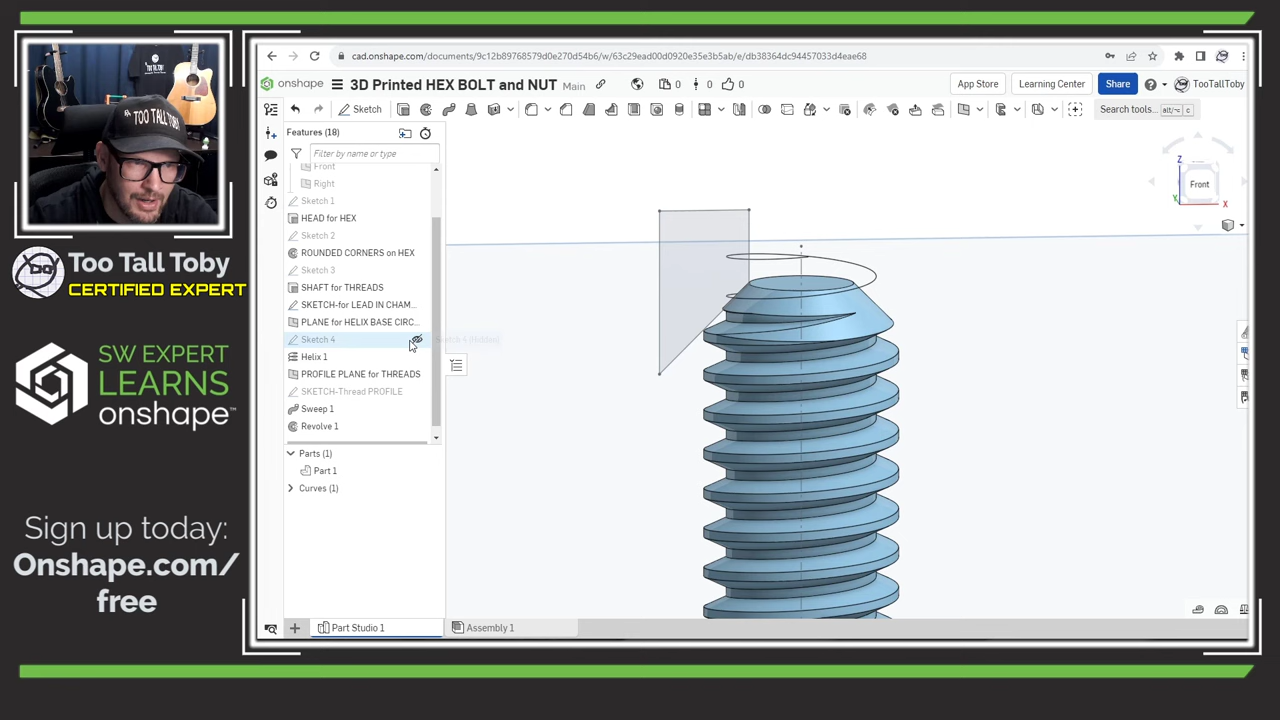 cad.onshape.com/documents/9c12b89768579d0e270d54b6/w/63c29ead00d0920e35e3b5ab/e/db38364dc94457033d4eae68
onshape
3D Printed HEX BOLT and NUT Main
0
0
0
App Store
Learning Center
Share
TooTallToby
Sketch
Search tools...
alt/⌥ c
Features (18)
Filter by name or type
Front
Right
Sketch 1
HEAD for HEX
Sketch 2
ROUNDED CORNERS on HEX
Sketch 3
SHAFT for THREADS
SKETCH-for LEAD IN CHAM...
PLANE for HELIX BASE CIRC...
Sketch 4
Sketch 4 (Hidden)
Helix 1
PROFILE PLANE for THREADS
SKETCH-Thread PROFILE
Sweep 1
Revolve 1
Parts (1)
Part 1
Curves (1)
Z
Front
X
Y
TOO TALL TOBY
Too Tall Toby
CERTIFIED EXPERT
SW EXPERT
LEARNS
onshape™
Sign up today:
Onshape.com/
free
Part Studio 1
Assembly 1